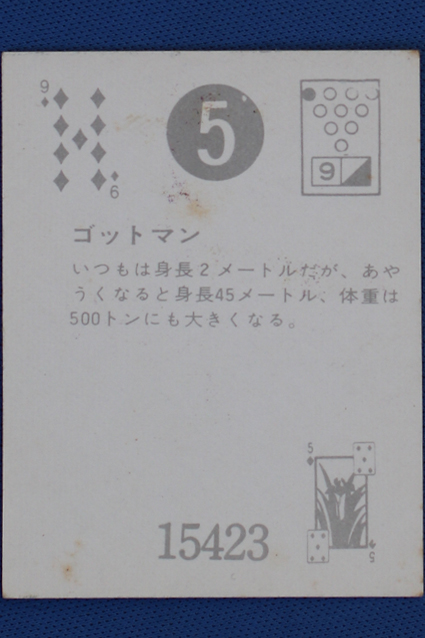 9
5
9
6
ゴットマン
いつもは身長2メートルだが、あや
うくなると身長45メートル、体重は
500トンにも大きくなる。
5
15423
5